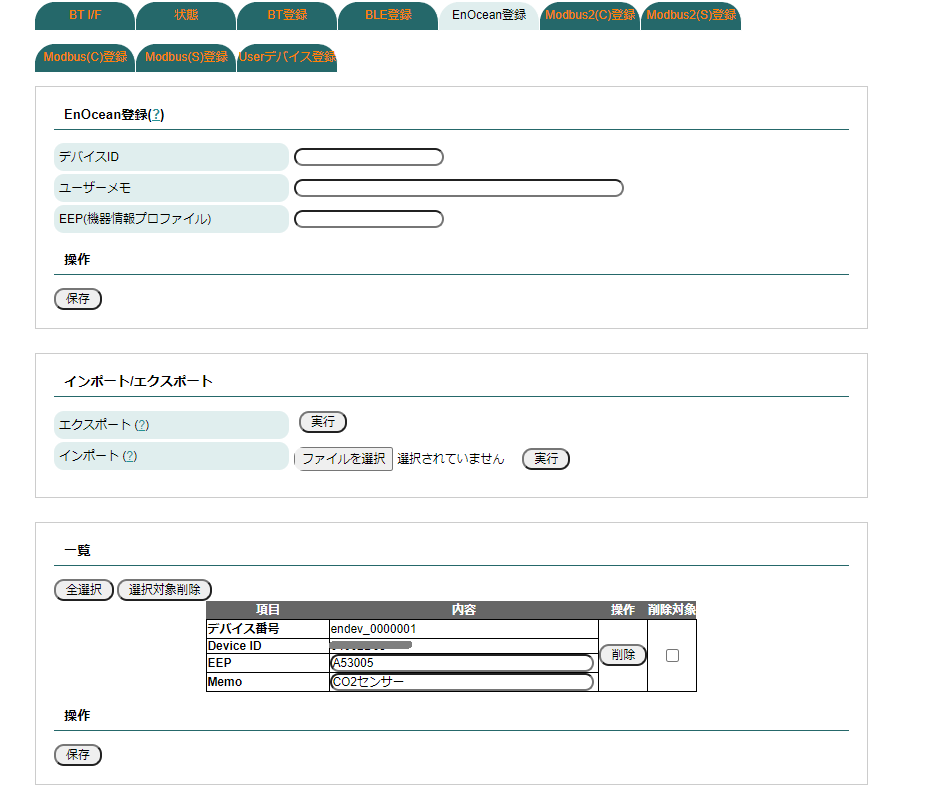 BT I/F 状態 BT登録 BLE登録 EnOcean登録 Modbus2(C)登録 Modbus2(S)登録
Modbus(C)登録 Modbus(S)登録 Userデバイス登録
EnOcean登録(?)
デバイスID
ユーザーメモ
EEP(機器情報プロファイル)
操作
保存
インポート/エクスポート
エクスポート (?) 実行
インポート (?) ファイルを選択 選択されていません 実行
一覧
全選択 選択対象削除
項目 内容 操作 削除対象
デバイス番号 endev_0000001
Device ID
削除
EEP A53005
Memo CO2センサー
操作
保存